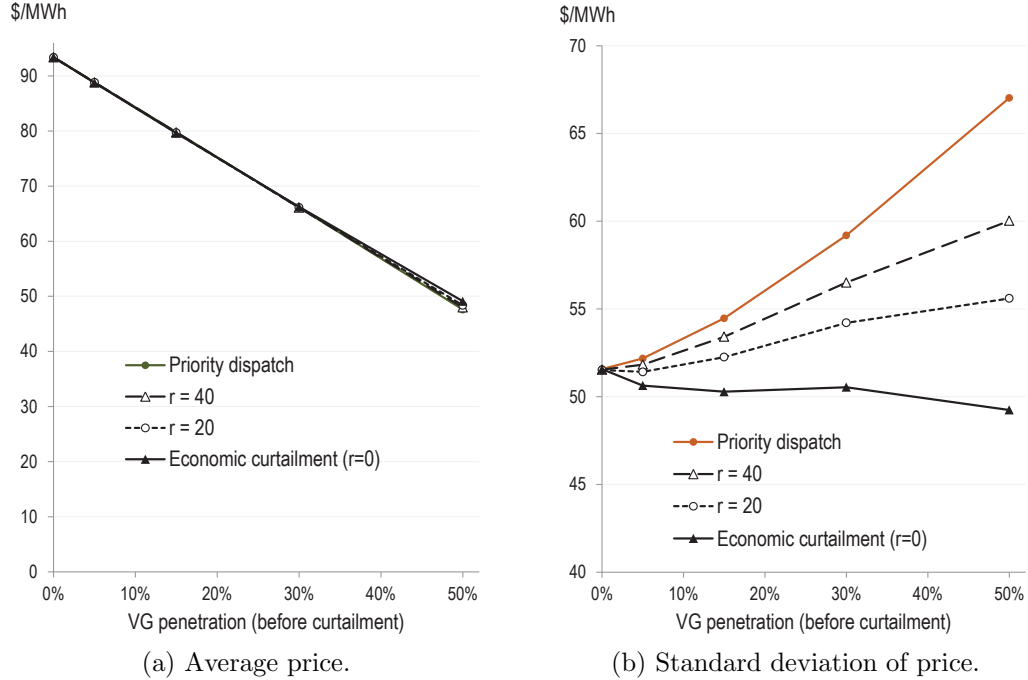 $/MWh
90
80
70
60
50
40
30
20
10
0
0% 10% 20% 30% 40% 50%
VG penetration (before curtailment)
Priority dispatch
r = 40
r = 20
Economic curtailment (r=0)
(a) Average price.
$/MWh
70
65
60
55
50
45
40
0% 10% 20% 30% 40% 50%
VG penetration (before curtailment)
Priority dispatch
r = 40
r = 20
Economic curtailment (r=0)
(b) Standard deviation of price.